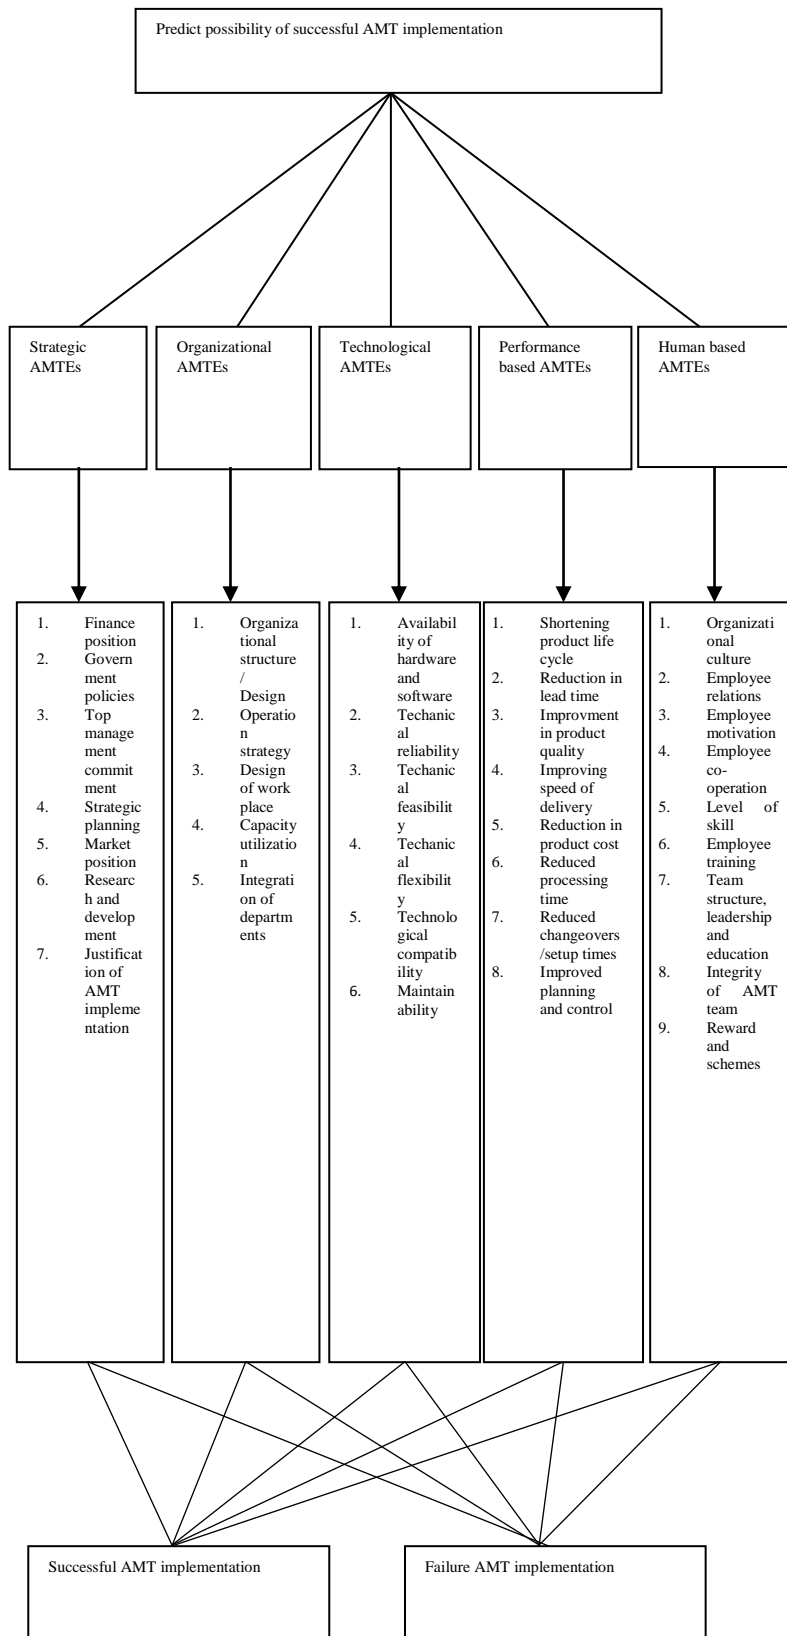 Predict possibility of successful AMT implementation
Strategic
AMTEs
Organizational
AMTEs
Technological
AMTEs
Performance
based AMTEs
Human based
AMTEs
1. Finance
position
2. Govern
ment
policies
3. Top
manage
ment
commit
tment
4. Strategic
planning
5. Market
position
6. Researc
h and
develop
ment
7. Justificat
ion of
AMT
impleme
ntation
1. Organiza
tional
structure
/
Design
2. Operatio
n
strategy
3. Design
of work
place
4. Capacity
utilizatio
n
5. Integrati
on of
departm
ents
1. Availabil
ity of
hardware
and
software
2. Techanic
al
reliability
3. Techanic
al
feasibilit
y
4. Techanic
al
flexibilit
y
5. Technolo
gical
compatib
ility
6. Maintain
ability
1. Shortening
product life
cycle
2. Reduction in
lead time
3. Improvment
in product
quality
4. Improving
speed of
delivery
5. Reduction in
product cost
6. Reduced
processing
time
7. Reduced
changeovers
/setup times
8. Improved
planning
and control
1. Organizati
onal
culture
2. Employee
relations
3. Employee
motivation
4. Employee
co-
operation
5. Level of
skill
6. Employee
training
7. Team
structure,
leadership
and
education
8. Integrity
of AMT
team
9. Reward
and
schemes
Successful AMT implementation
Failure AMT implementation